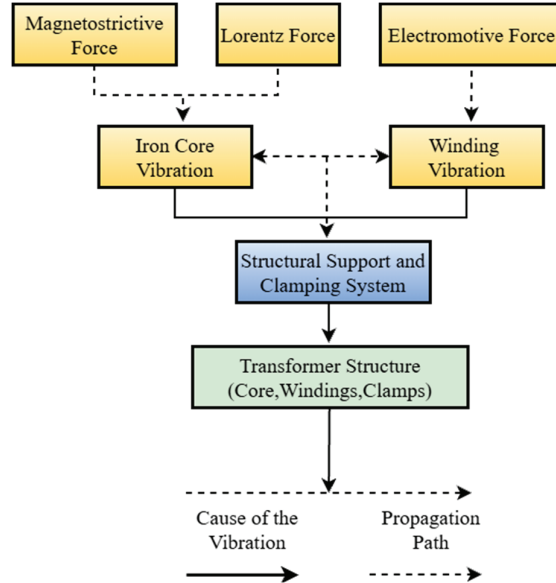 Magnetostrictive
Force
Lorentz Force
Electromotive Force
Iron Core
Vibration
Winding
Vibration
Structural Support and
Clamping System
Transformer Structure
(Core,Windings,Clamps)
Cause of the
Vibration
Propagation
Path